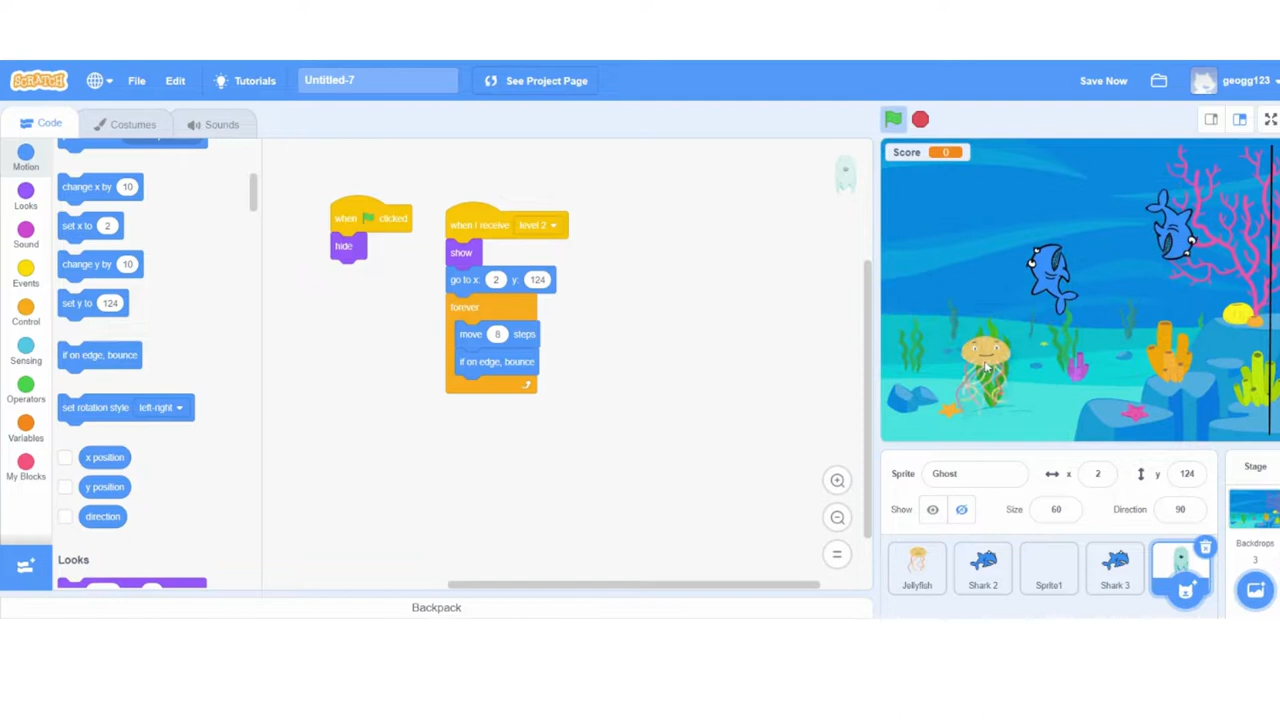 SCRATCH File Edit Tutorials Untitled-7 See Project Page Save Now geogg123
Code Costumes Sounds
Motion
Looks
Sound
Events
Control
Sensing
Operators
Variables
My Blocks
change x by 10
set x to 2
change y by 10
set y to 124
if on edge, bounce
set rotation style left-right
x position
y position
direction
Looks
when clicked
hide
when I receive level 2
show
go to x: 2 y: 124
forever
move 8 steps
if on edge, bounce
Backpack
Score 0
Sprite Ghost x 2 y 124
Show Size 60 Direction 90
Jellyfish Shark 2 Sprite1 Shark 3
Stage
Backdrops
3